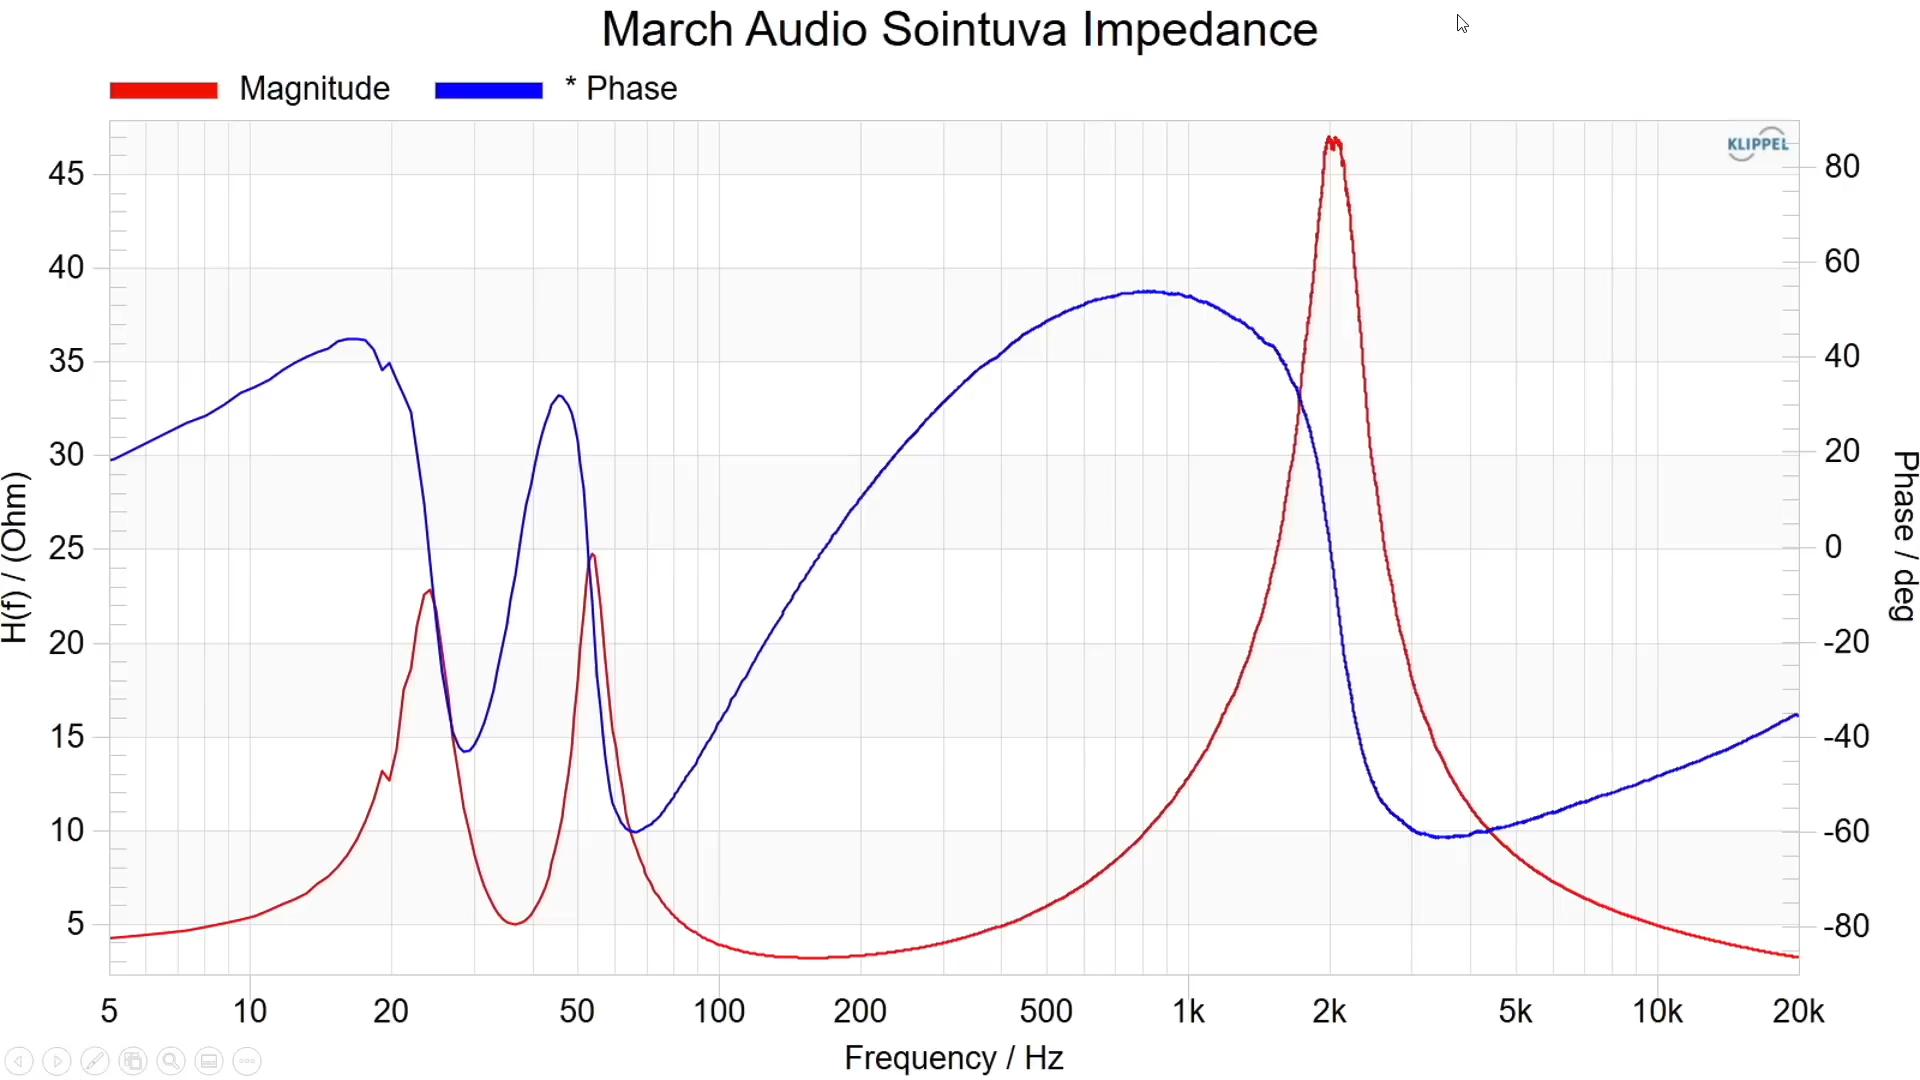 March Audio Sointuva Impedance
Magnitude * Phase
KLIPPEL
45
40
35
30
25
20
15
10
5
80
60
40
20
0
-20
-40
-60
-80
H(f) / (Ohm)
Phase / deg
5 10 20 50 100 200 500 1k 2k 5k 10k 20k
Frequency / Hz